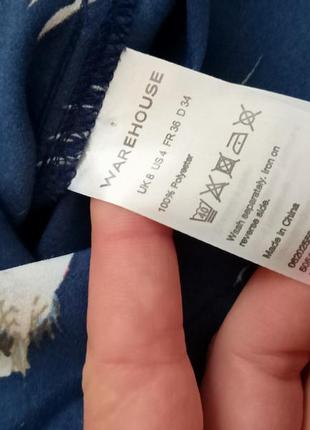 WAREHOUSE
UK 8 US 4 FR 36 D 34
100% Polyester
40
Wash separately, iron on
reverse side.
Made in China